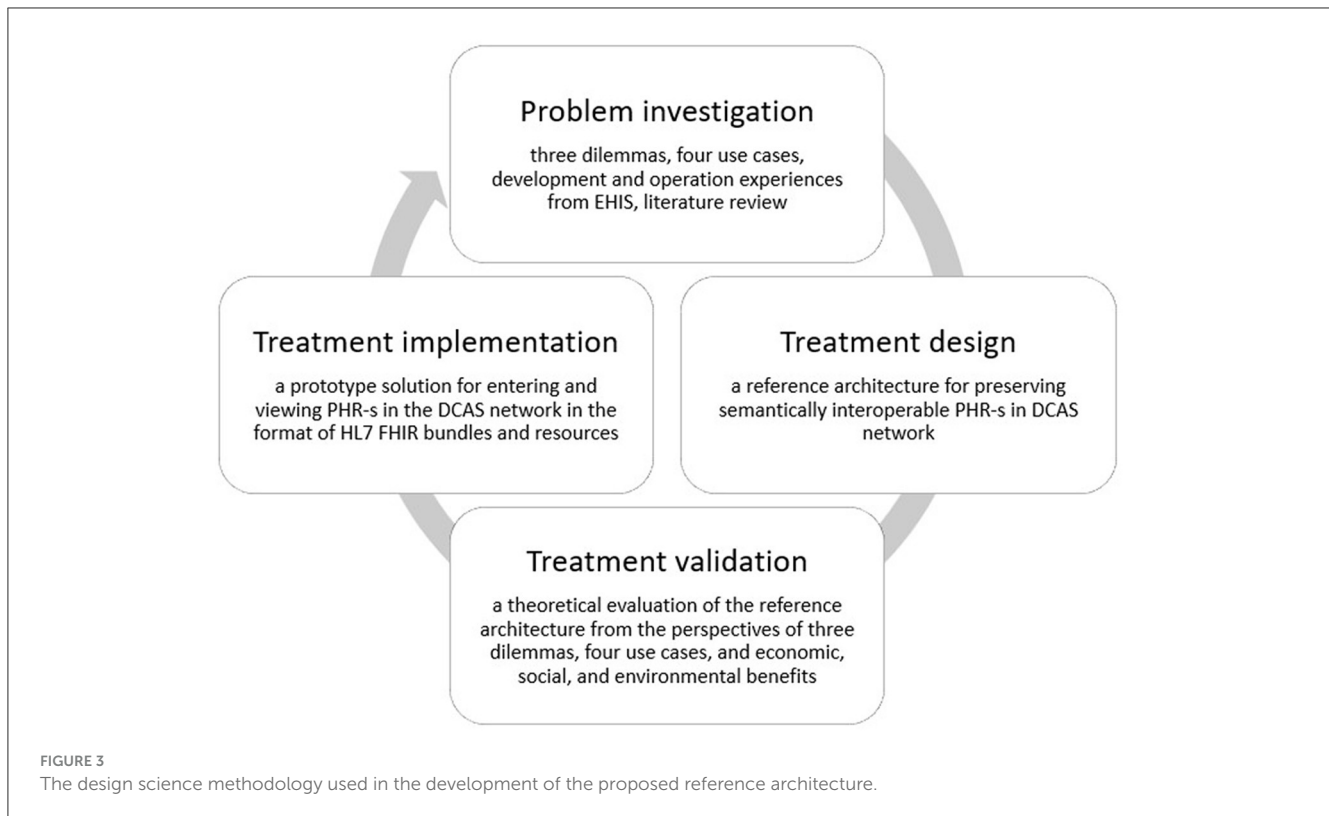 Problem investigation
three dilemmas, four use cases,
development and operation experiences
from EHIS, literature review
Treatment implementation
a prototype solution for entering and
viewing PHR-s in the DCAS network in the
format of HL7 FHIR bundles and resources
Treatment design
a reference architecture for preserving
semantically interoperable PHR-s in DCAS
network
Treatment validation
a theoretical evaluation of the reference
architecture from the perspectives of three
dilemmas, four use cases, and economic,
social, and environmental benefits
FIGURE 3
The design science methodology used in the development of the proposed reference architecture.